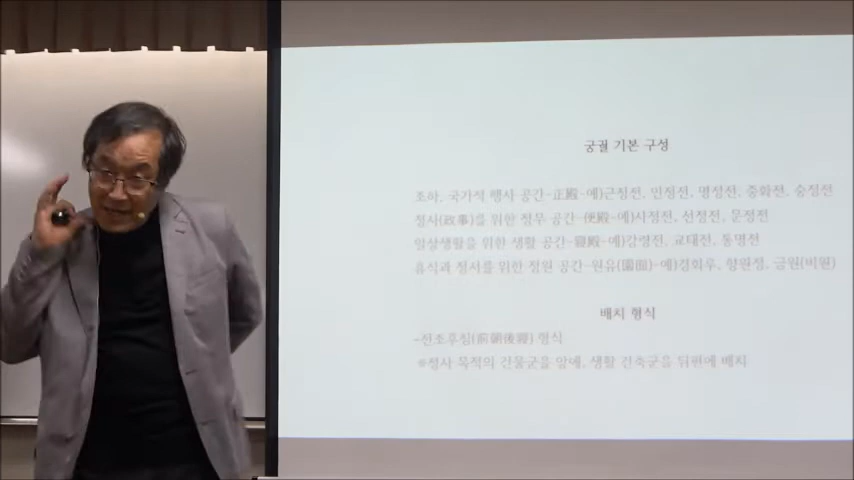 궁궐 기본 구성
조하, 국가적 행사 공간-正殿-예)근정전, 인정전, 명정전, 중화전, 숭정전
정사(政事)를 위한 정무 공간-便殿-예)사정전, 선정전, 문정전
일상생활을 위한 생활 공간-寢殿-예)강령전, 교태전, 통명전
휴식과 정서를 위한 정원 공간-원유(園囿)-예)경회루, 향원정, 금원(비원)
배치 형식
-전조후침(前朝後寢) 형식
※정사 목적의 건물군을 앞에, 생활 건축군을 뒤편에 배치